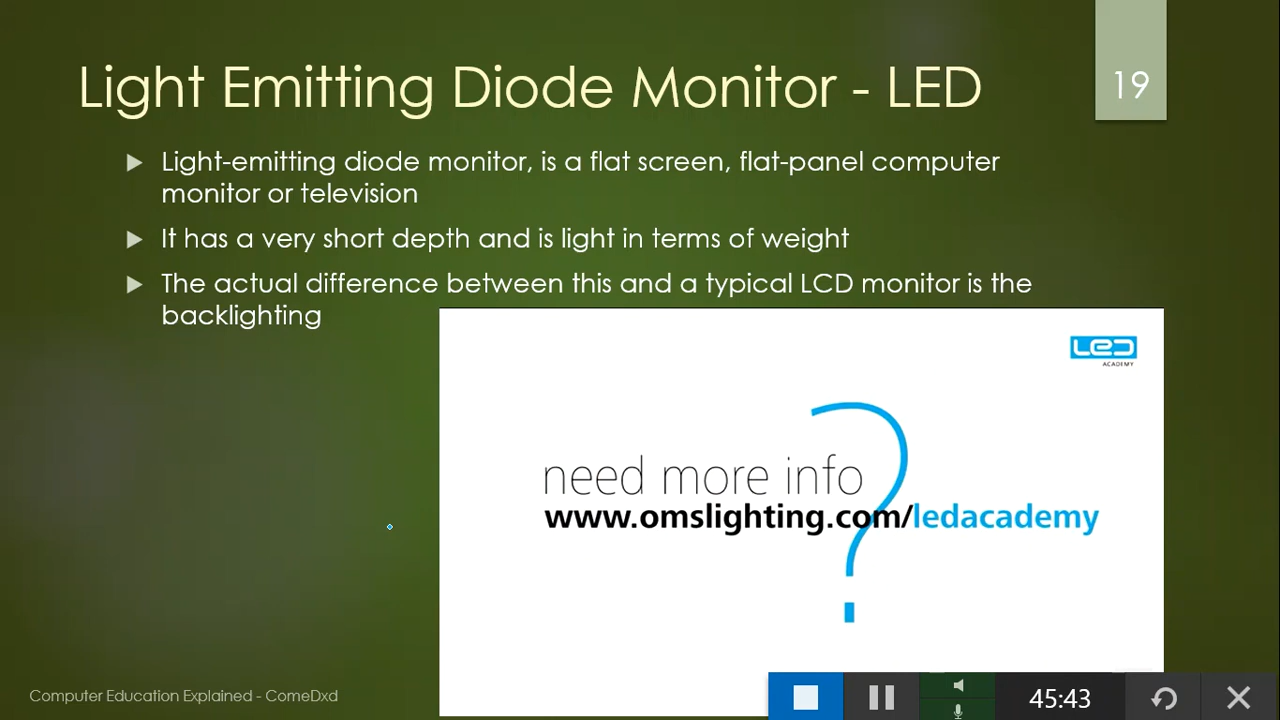 Light Emitting Diode Monitor - LED
19
Light-emitting diode monitor, is a flat screen, flat-panel computer
monitor or television
It has a very short depth and is light in terms of weight
The actual difference between this and a typical LCD monitor is the
backlighting
LED
ACADEMY
need more info
www.omslighting.com/ledacademy
?
Computer Education Explained - ComeDxd
45:43